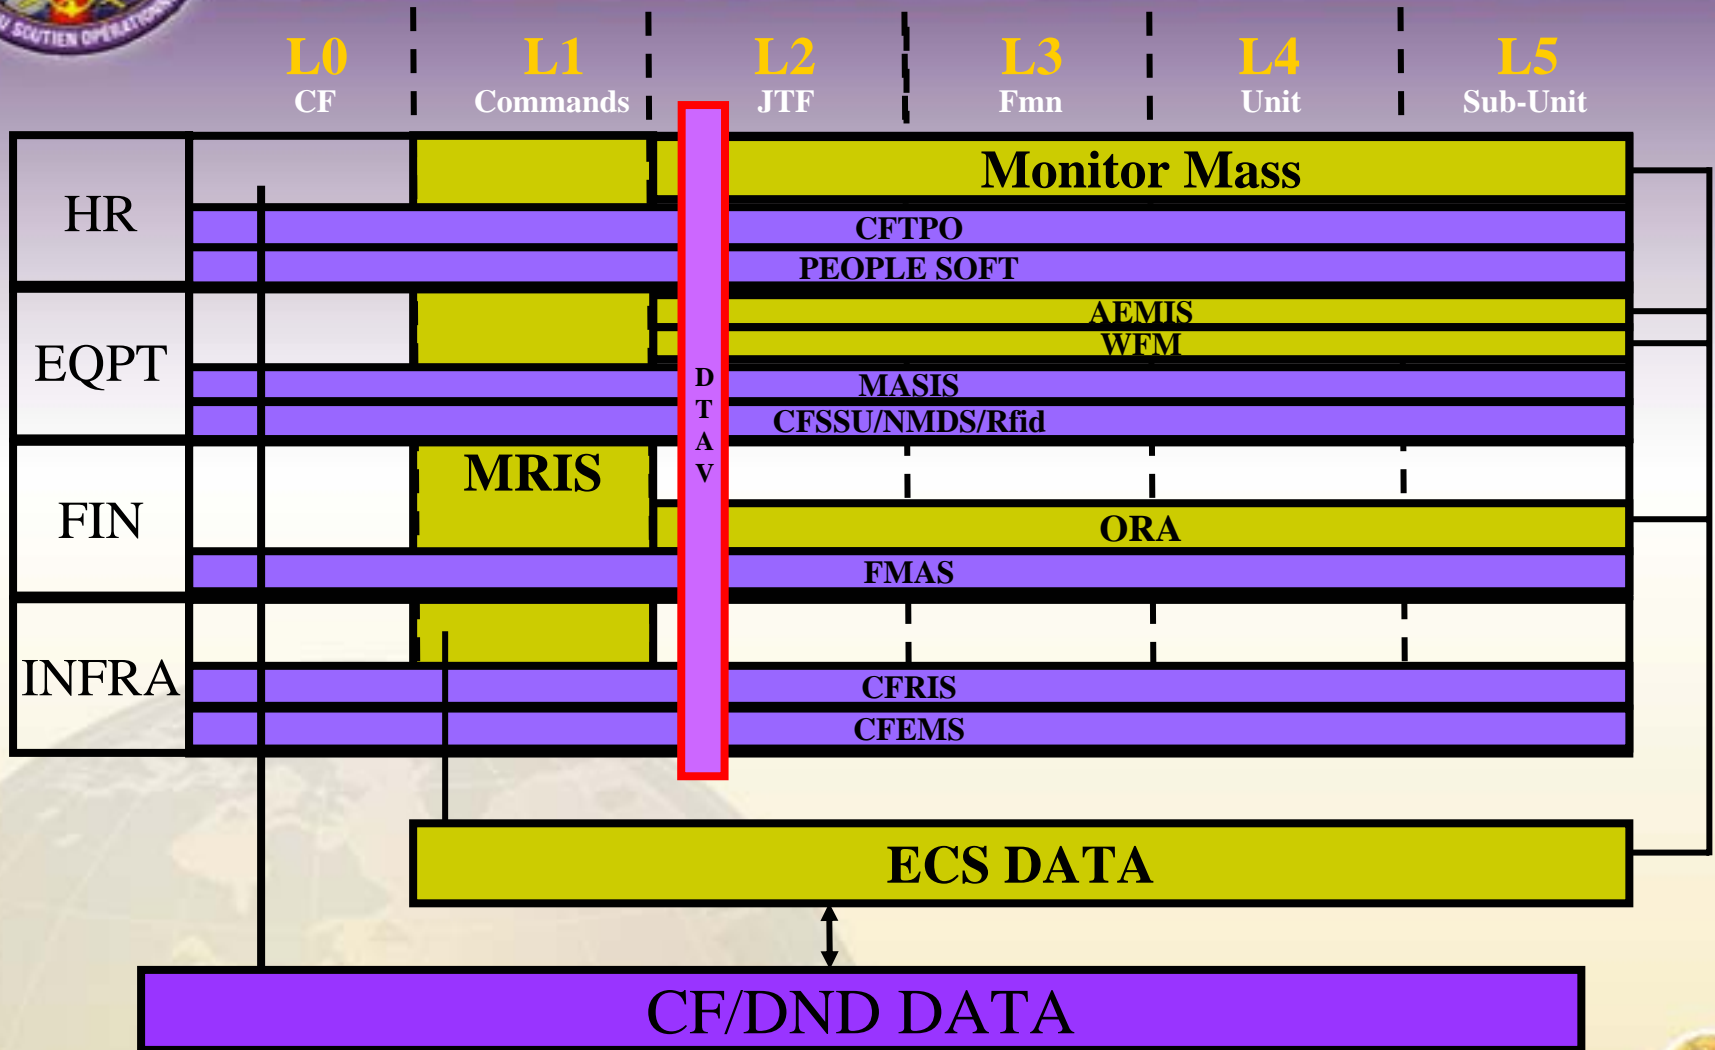 U SOUTIEN OPÉRATIONN
L0 L1 L2 L3 L4 L5
CF Commands JTF Fmn Unit Sub-Unit
HR
Monitor Mass
CFTPO
PEOPLE SOFT
EQPT
AEMIS
WFM
MASIS
CFSSU/NMDS/Rfid
D
T
A
V
FIN
MRIS
ORA
FMAS
INFRA
CFRIS
CFEMS
ECS DATA
CF/DND DATA